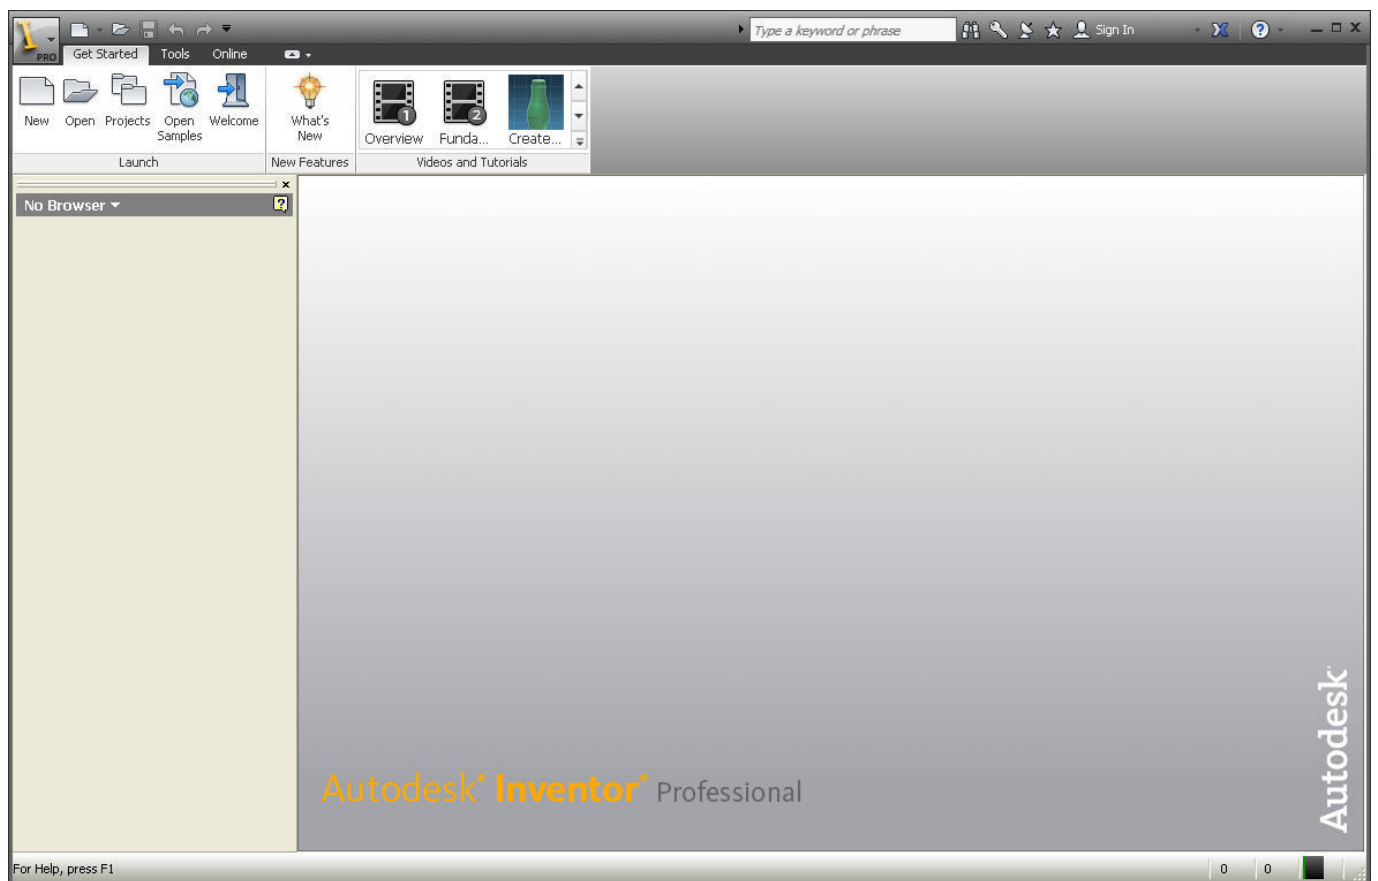 Type a keyword or phrase
Sign In
PRO
Get Started
Tools
Online
New
Open
Projects
Open
Samples
Welcome
What's
New
1
Overview
2
Funda...
Create...
Launch
New Features
Videos and Tutorials
No Browser
Autodesk® Inventor® Professional
Autodesk®
For Help, press F1
0
0